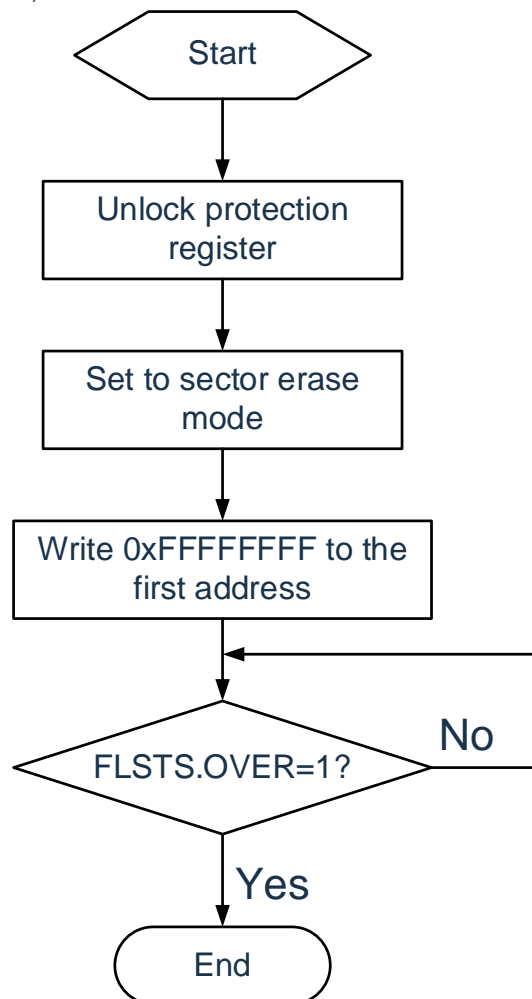 Start
Unlock protection
register
Set to sector erase
mode
Write 0xFFFFFFFF to the
first address
FLSTS.OVER=1?
No
Yes
End